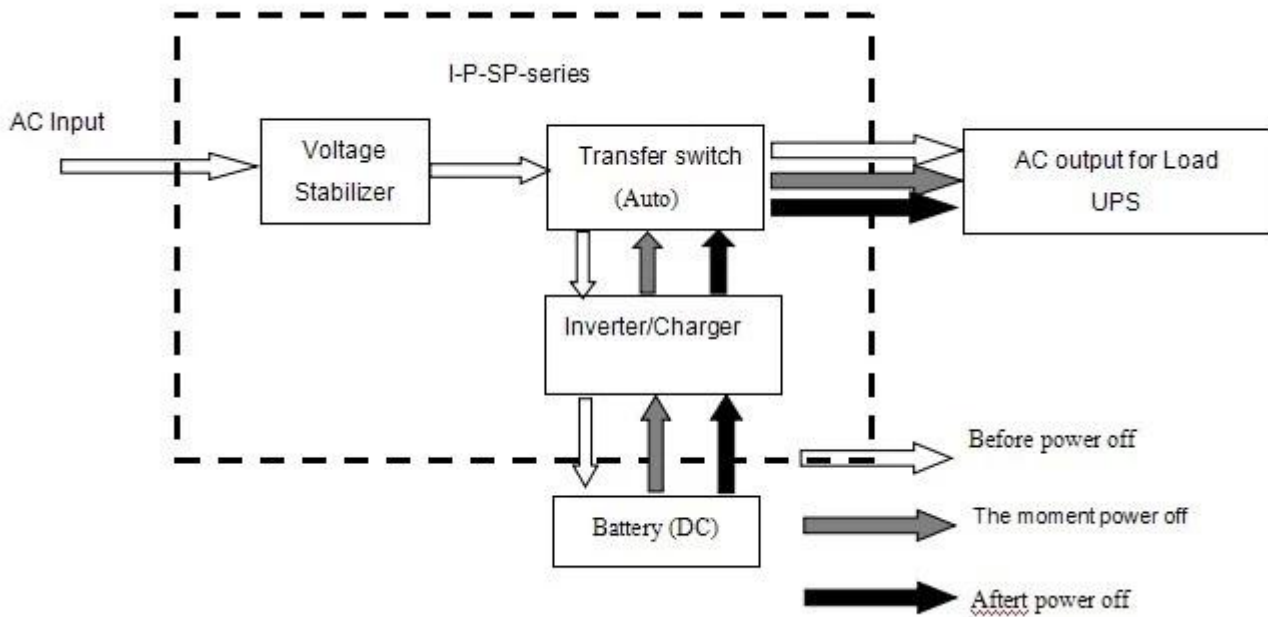 I-P-SP-series
AC Input
Voltage
Stabilizer
Transfer switch
(Auto)
AC output for Load
UPS
Inverter/Charger
Battery (DC)
Before power off
The moment power off
Aftert power off